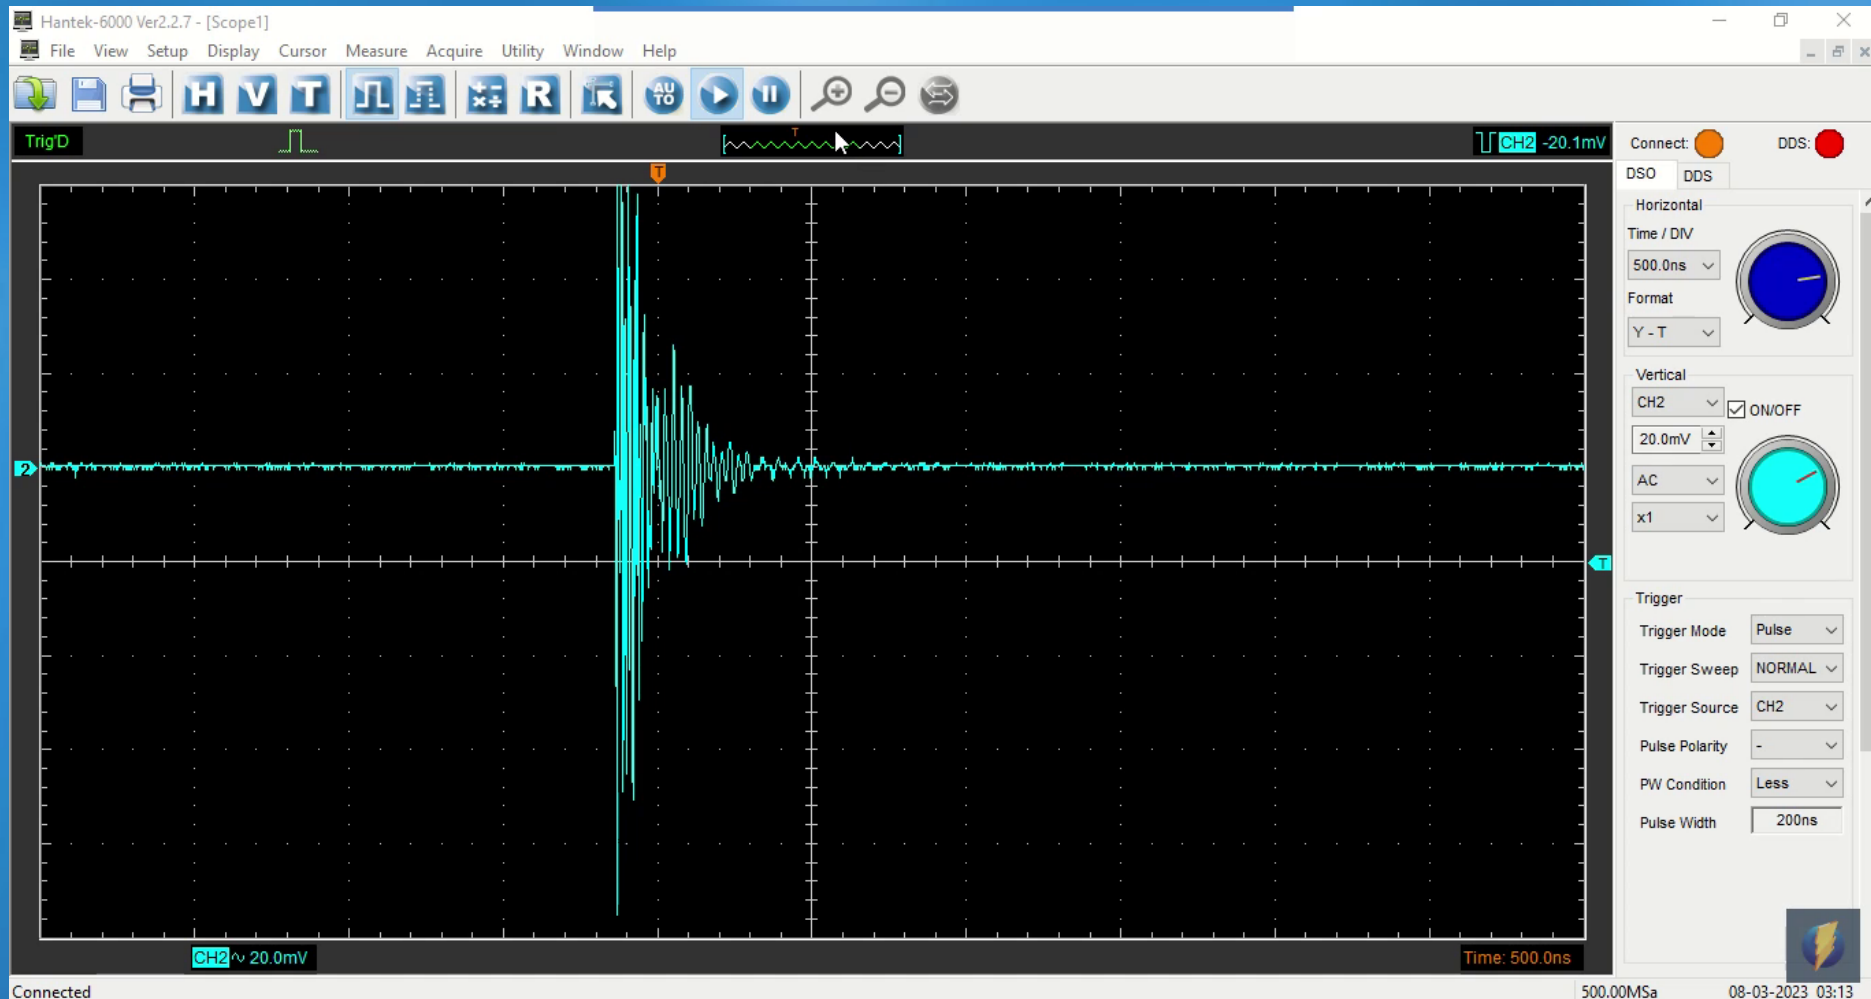 Hantek-6000 Ver2.2.7 - [Scope1]
File View Setup Display Cursor Measure Acquire Utility Window Help
H V T R AUTO
Trig'D T CH2 -20.1mV Connect: DDS:
DSO DDS
T
Horizontal
Time / DIV
500.0ns
Format
Y - T
Vertical
CH2 ON/OFF
20.0mV
2
AC
x1
T
Trigger
Trigger Mode Pulse
Trigger Sweep NORMAL
Trigger Source CH2
Pulse Polarity -
PW Condition Less
Pulse Width 200ns
CH2 ∿ 20.0mV Time: 500.0ns
Connected 500.00MSa 08-03-2023 03:13